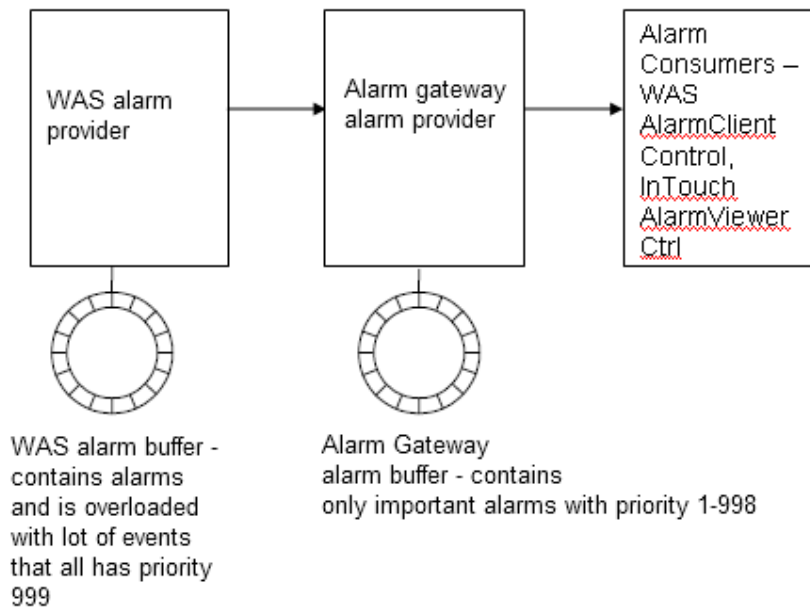 WAS alarm
provider
Alarm gateway
alarm provider
Alarm
Consumers –
WAS
AlarmClient
Control,
InTouch
AlarmViewer
Ctrl
WAS alarm buffer -
contains alarms
and is overloaded
with lot of events
that all has priority
999
Alarm Gateway
alarm buffer - contains
only important alarms with priority 1-998